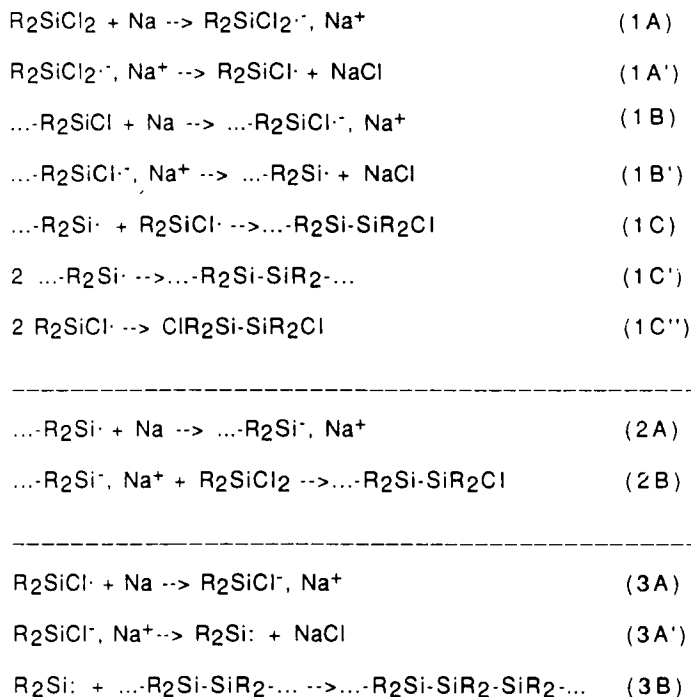 R2SiCl2 + Na --> R2SiCl2·-, Na+ (1A)
R2SiCl2·-, Na+ --> R2SiCl· + NaCl (1A')
...-R2SiCl + Na --> ...-R2SiCl·-, Na+ (1B)
...-R2SiCl·-, Na+ --> ...-R2Si· + NaCl (1B')
...-R2Si· + R2SiCl· -->...-R2Si-SiR2Cl (1C)
2 ...-R2Si· -->...-R2Si-SiR2-... (1C')
2 R2SiCl· --> ClR2Si-SiR2Cl (1C'')
...-R2Si· + Na --> ...-R2Si-, Na+ (2A)
...-R2Si-, Na+ + R2SiCl2 -->...-R2Si-SiR2Cl (2B)
R2SiCl· + Na --> R2SiCl-, Na+ (3A)
R2SiCl-, Na+--> R2Si: + NaCl (3A')
R2Si: + ...-R2Si-SiR2-... -->...-R2Si-SiR2-SiR2-... (3B)